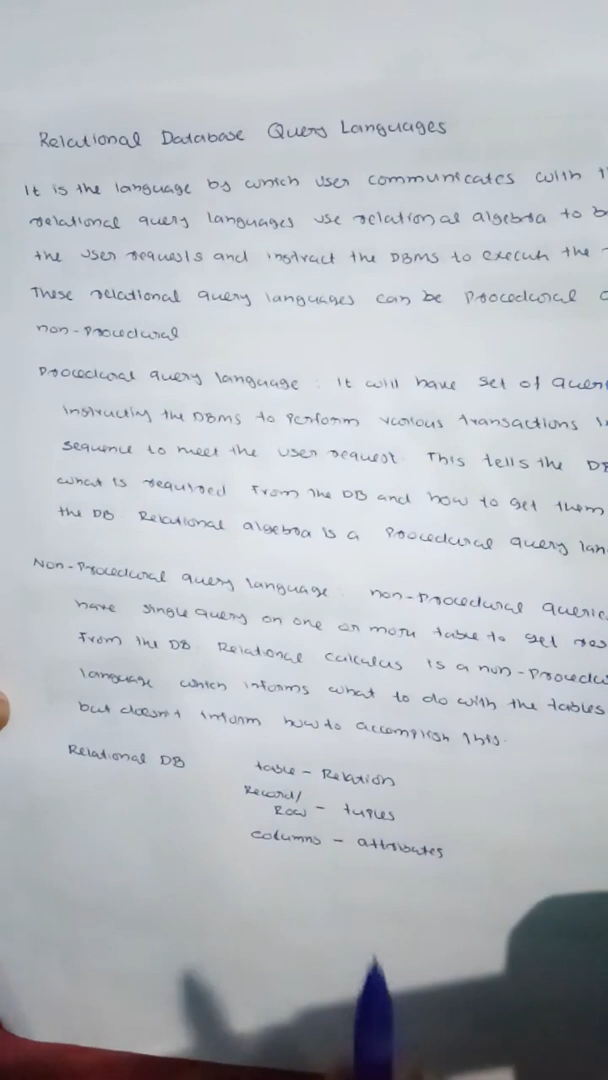 Relational Database Query Languages
It is the language by which user communicates with
relational query languages use relational algebra to
the user requests and instruct the DBMS to execute the
These relational query languages can be procedural
non-procedural
Procedural query language : It will have set of
instructing the DBMS to perform various transactions
sequence to meet the user request. This tells the
what is required from the DB and how to get them
the DB. Relational algebra is a procedural query
Non-Procedural query language : non-procedural
have single query on one or more table to get
from the DB. Relational calculus is a non-
language which informs what to do with the tables
but doesn't inform how to accomplish this.
Relational DB table - Relation
Record/
Row - tuples
columns - attributes